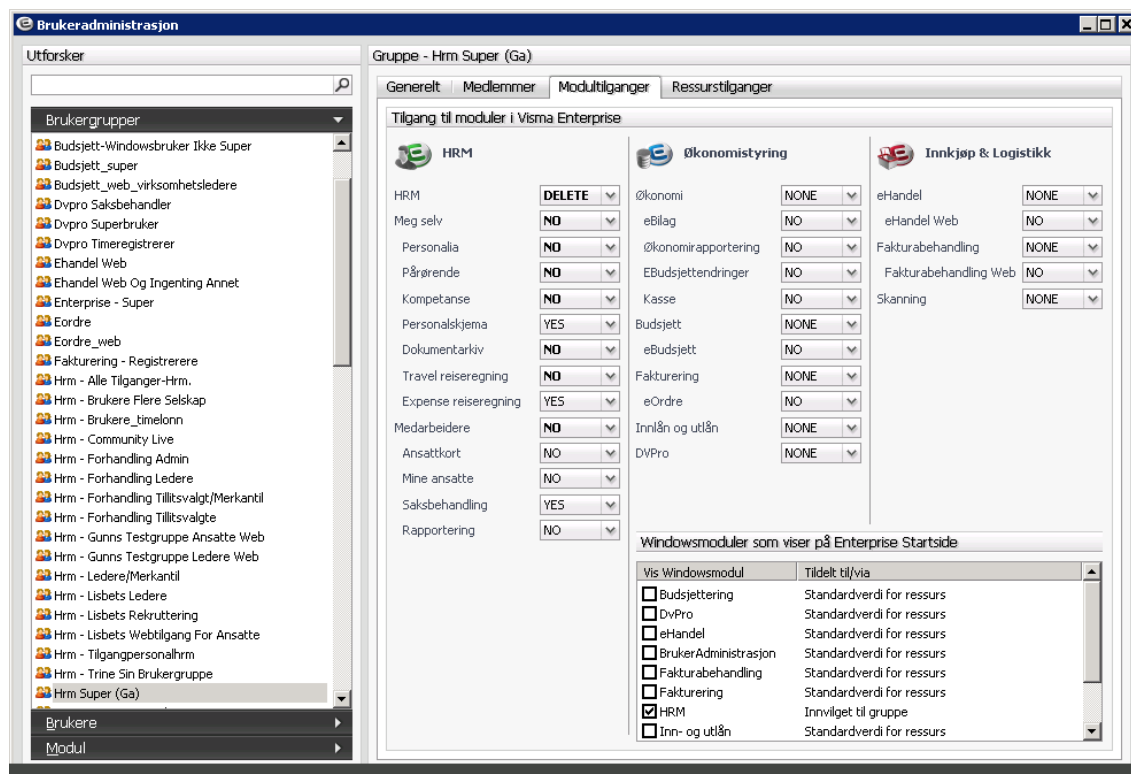 Brukeradministrasjon
Utforsker
Brukergrupper
Budsjett-Windowsbruker Ikke Super
Budsjett_super
Budsjett_web_virksomhetsledere
Dvpro Saksbehandler
Dvpro Superbruker
Dvpro Timeregistrerer
Ehandel Web
Ehandel Web Og Ingenting Annet
Enterprise - Super
Eordre
Eordre_web
Fakturering - Registrerere
Hrm - Alle Tilganger-Hrm.
Hrm - Brukere Flere Selskap
Hrm - Brukere_timelonn
Hrm - Community Live
Hrm - Forhandling Admin
Hrm - Forhandling Ledere
Hrm - Forhandling Tillitsvalgt/Merkantil
Hrm - Forhandling Tillitsvalgte
Hrm - Gunns Testgruppe Ansatte Web
Hrm - Gunns Testgruppe Ledere Web
Hrm - Ledere/Merkantil
Hrm - Lisbets Ledere
Hrm - Lisbets Rekruttering
Hrm - Lisbets Webtilgang For Ansatte
Hrm - Tilgangpersonalhrm
Hrm - Trine Sin Brukergruppe
Hrm Super (Ga)
Brukere
Modul
Gruppe - Hrm Super (Ga)
Generelt Medlemmer Modultilganger Ressurstilganger
Tilgang til moduler i Visma Enterprise
HRM
HRM DELETE
Meg selv NO
Personalia NO
Pårørende NO
Kompetanse NO
Personalskjema YES
Dokumentarkiv NO
Travel reiseregning NO
Expense reiseregning YES
Medarbeidere NO
Ansattkort NO
Mine ansatte NO
Saksbehandling YES
Rapportering NO
Økonomistyring
Økonomi NONE
eBilag NO
Økonomirapportering NO
EBudsjettendringer NO
Kasse NO
Budsjett NONE
eBudsjett NO
Fakturering NONE
eOrdre NO
Innlån og utlån NONE
DVPro NONE
Innkjøp & Logistikk
eHandel NONE
eHandel Web NO
Fakturabehandling NONE
Fakturabehandling Web NO
Skanning NONE
Windowsmoduler som viser på Enterprise Startside
Vis Windowsmodul Tildelt til/via
Budsjettering Standardverdi for ressurs
DvPro Standardverdi for ressurs
eHandel Standardverdi for ressurs
BrukerAdministrasjon Standardverdi for ressurs
Fakturabehandling Standardverdi for ressurs
Fakturering Standardverdi for ressurs
HRM Innvilget til gruppe
Inn- og utlån Standardverdi for ressurs